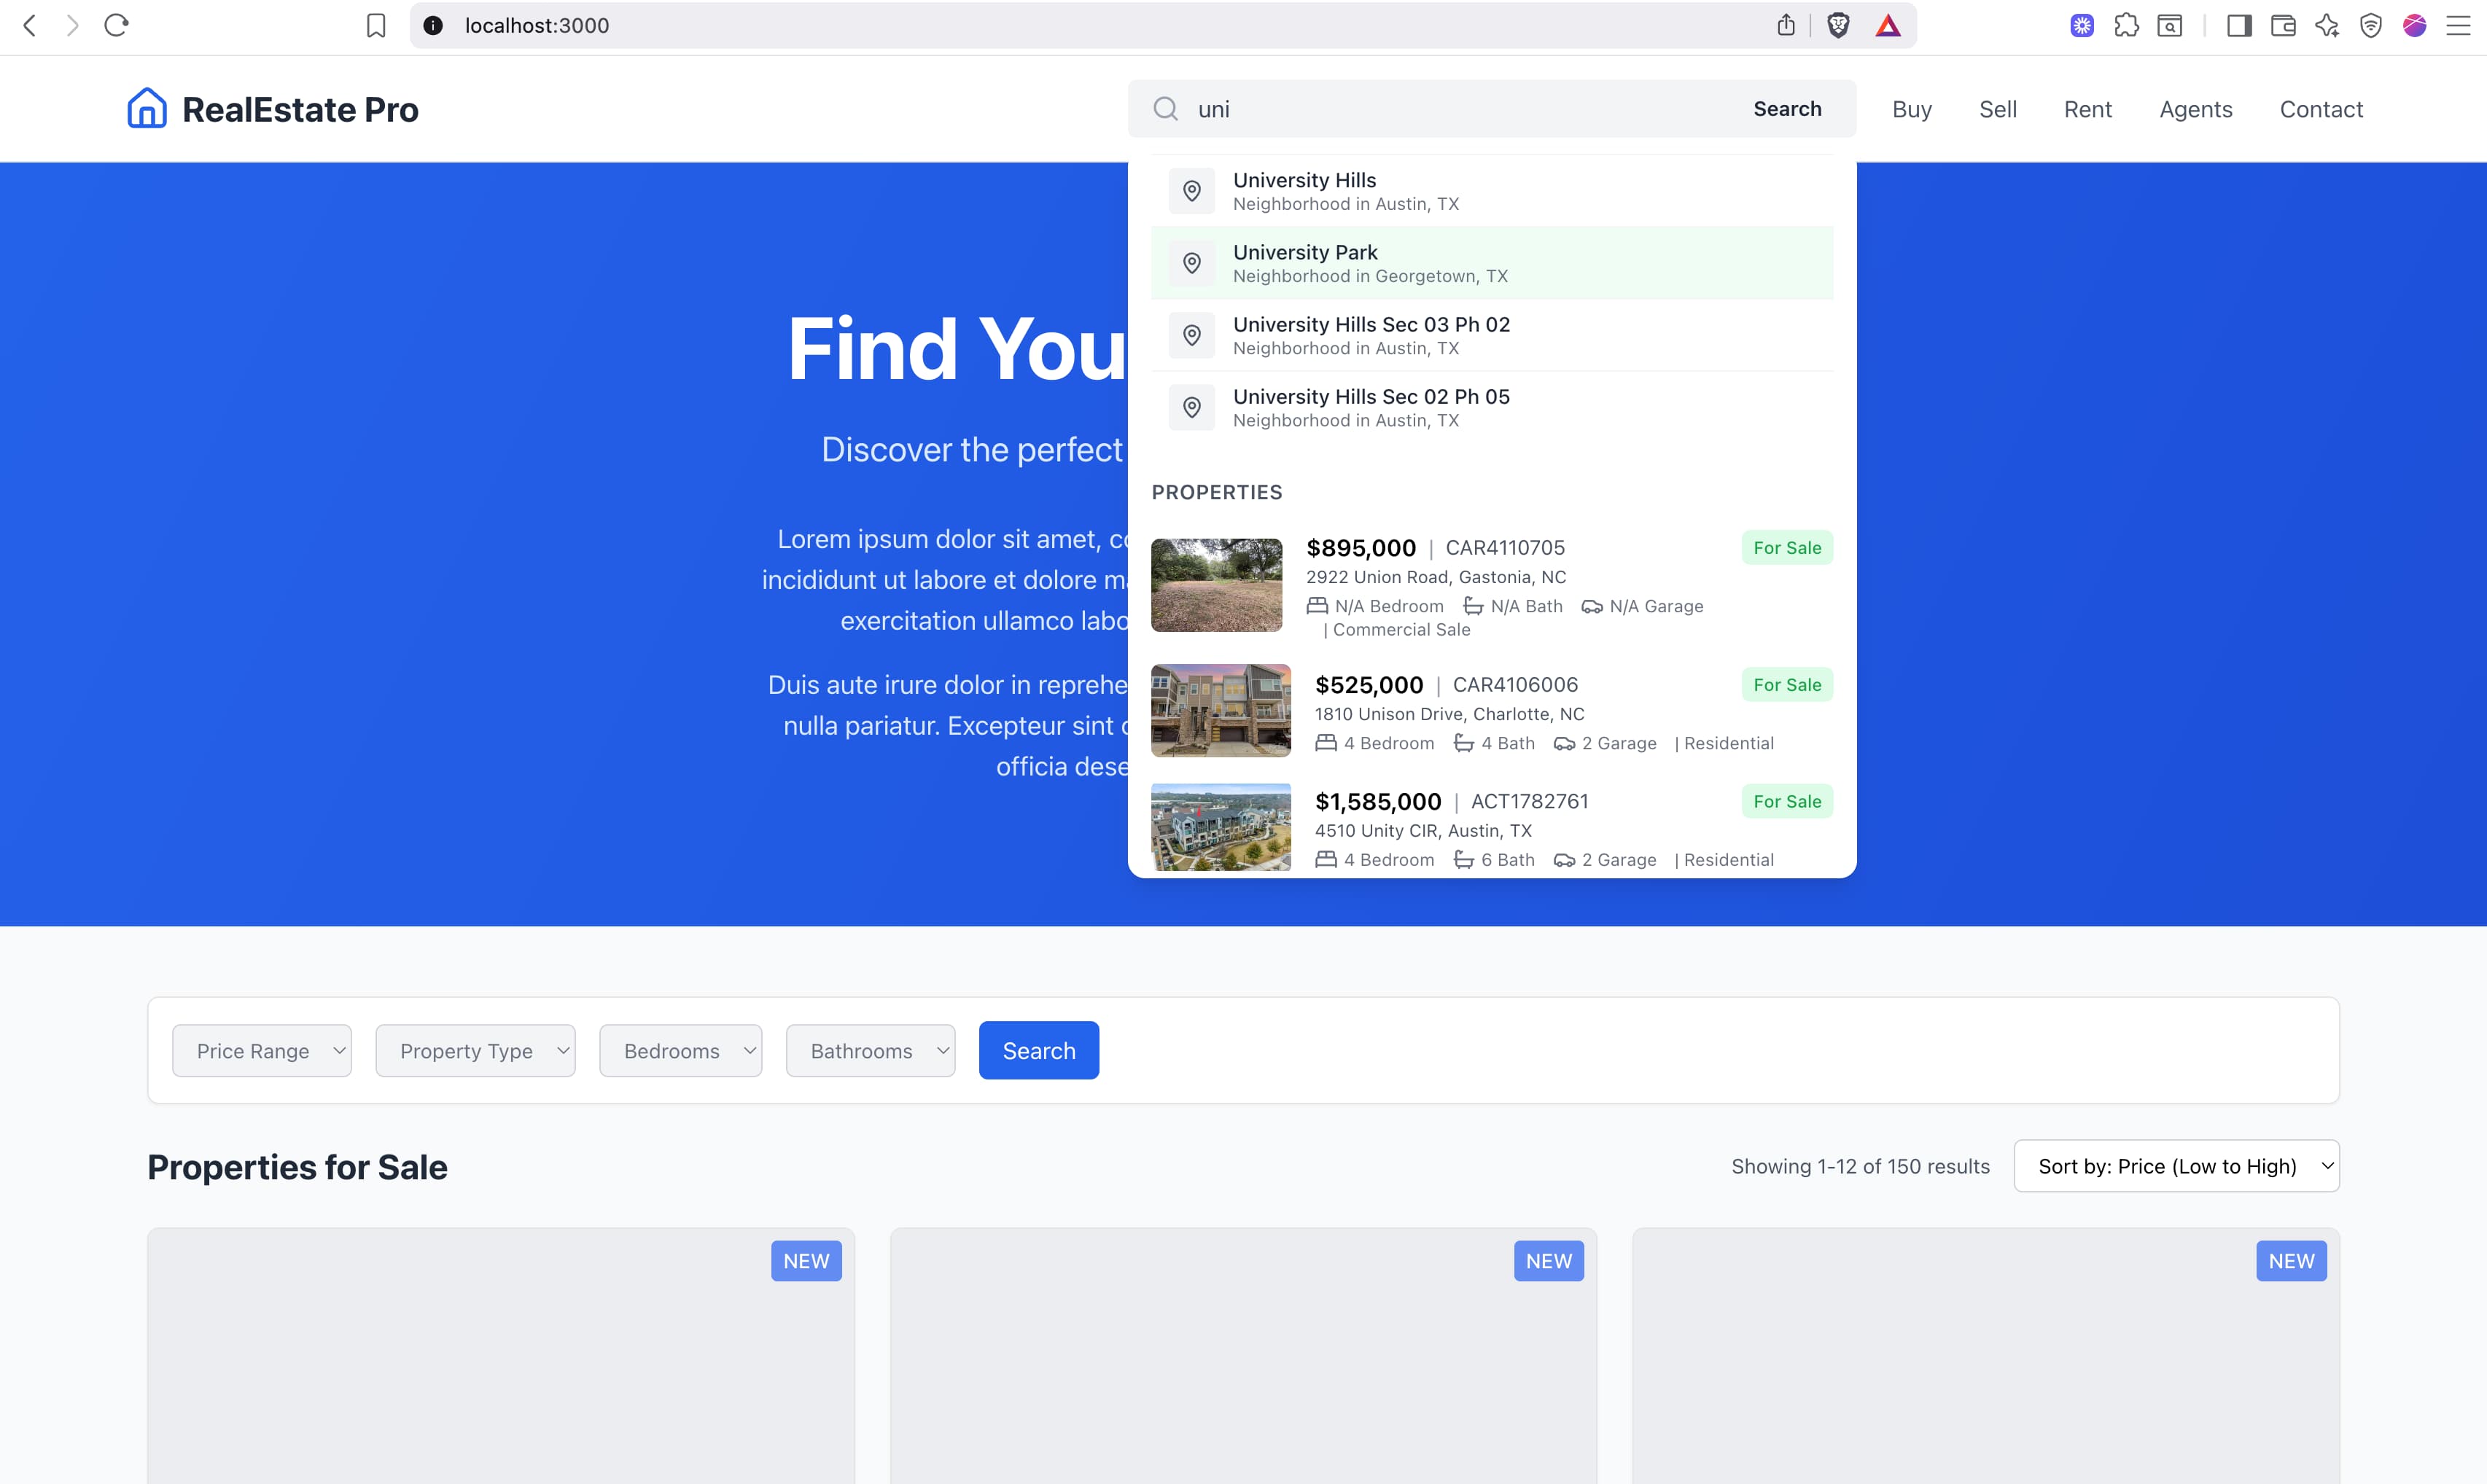 localhost:3000
RealEstate Pro
uni
Search
Buy
Sell
Rent
Agents
Contact
University Hills
Neighborhood in Austin, TX
University Park
Neighborhood in Georgetown, TX
University Hills Sec 03 Ph 02
Neighborhood in Austin, TX
University Hills Sec 02 Ph 05
Neighborhood in Austin, TX
PROPERTIES
$895,000 | CAR4110705
For Sale
2922 Union Road, Gastonia, NC
N/A Bedroom N/A Bath N/A Garage
| Commercial Sale
$525,000 | CAR4106006
For Sale
1810 Unison Drive, Charlotte, NC
4 Bedroom 4 Bath 2 Garage | Residential
$1,585,000 | ACT1782761
For Sale
4510 Unity CIR, Austin, TX
4 Bedroom 6 Bath 2 Garage | Residential
Find You
Discover the perfect
Lorem ipsum dolor sit amet, co
incididunt ut labore et dolore ma
exercitation ullamco labo
Duis aute irure dolor in reprehe
nulla pariatur. Excepteur sint
officia dese
Price Range
Property Type
Bedrooms
Bathrooms
Search
Properties for Sale
Showing 1-12 of 150 results
Sort by: Price (Low to High)
NEW
NEW
NEW